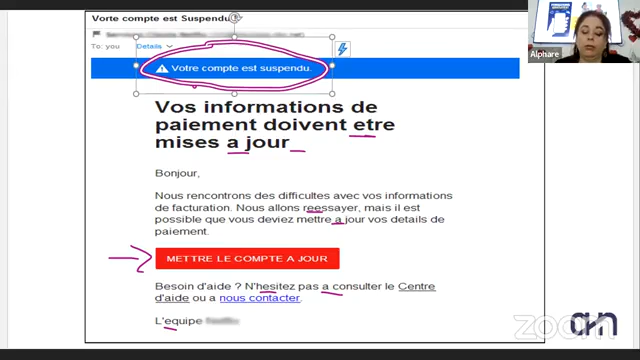 Vorte compte est Suspendu
To: you Details
Votre compte est suspendu.
Vos informations de
paiement doivent etre
mises a jour
Bonjour,
Nous rencontrons des difficultes avec vos informations
de facturation. Nous allons reessayer, mais il est
possible que vous deviez mettre a jour vos details de
paiement.
METTRE LE COMPTE A JOUR
Besoin d'aide ? N'hesitez pas a consulter le Centre
d'aide ou a nous contacter.
L'equipe
Alphare
zoom